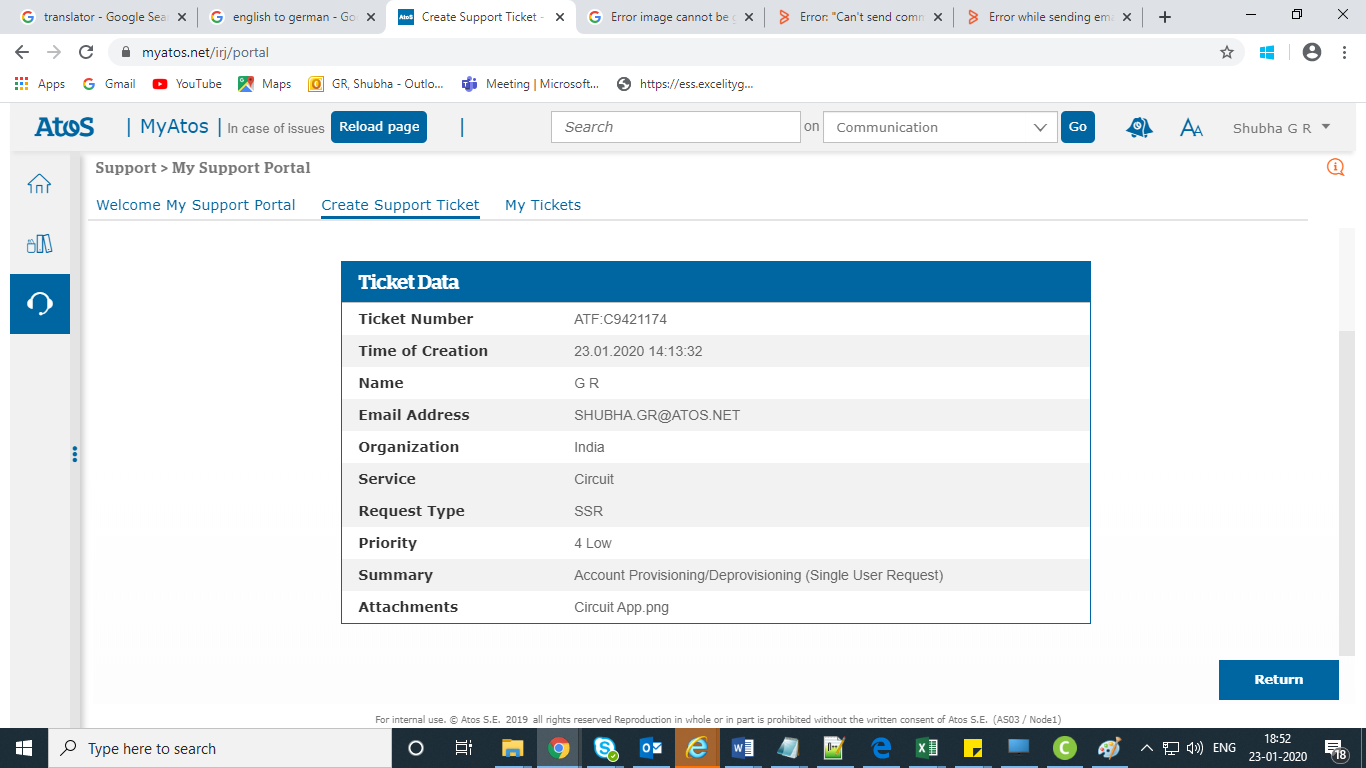 translator - Google Sea
english to german - Go
Create Support Ticket -
Error image cannot be g
Error: "Can't send comm
Error while sending ema
myatos.net/irj/portal
Apps Gmail YouTube Maps GR, Shubha - Outlo... Meeting | Microsoft... https://ess.excelityg...
Atos | MyAtos | In case of issues Reload page | Search on Communication Go Shubha G R
Support > My Support Portal
Welcome My Support Portal Create Support Ticket My Tickets
Ticket Data
Ticket Number ATF:C9421174
Time of Creation 23.01.2020 14:13:32
Name G R
Email Address SHUBHA.GR@ATOS.NET
Organization India
Service Circuit
Request Type SSR
Priority 4 Low
Summary Account Provisioning/Deprovisioning (Single User Request)
Attachments Circuit App.png
Return
For internal use. © Atos S.E. 2019 all rights reserved Reproduction in whole or in part is prohibited without the written consent of Atos S.E. (AS03 / Node1)
Type here to search ENG 18:52
23-01-2020 18